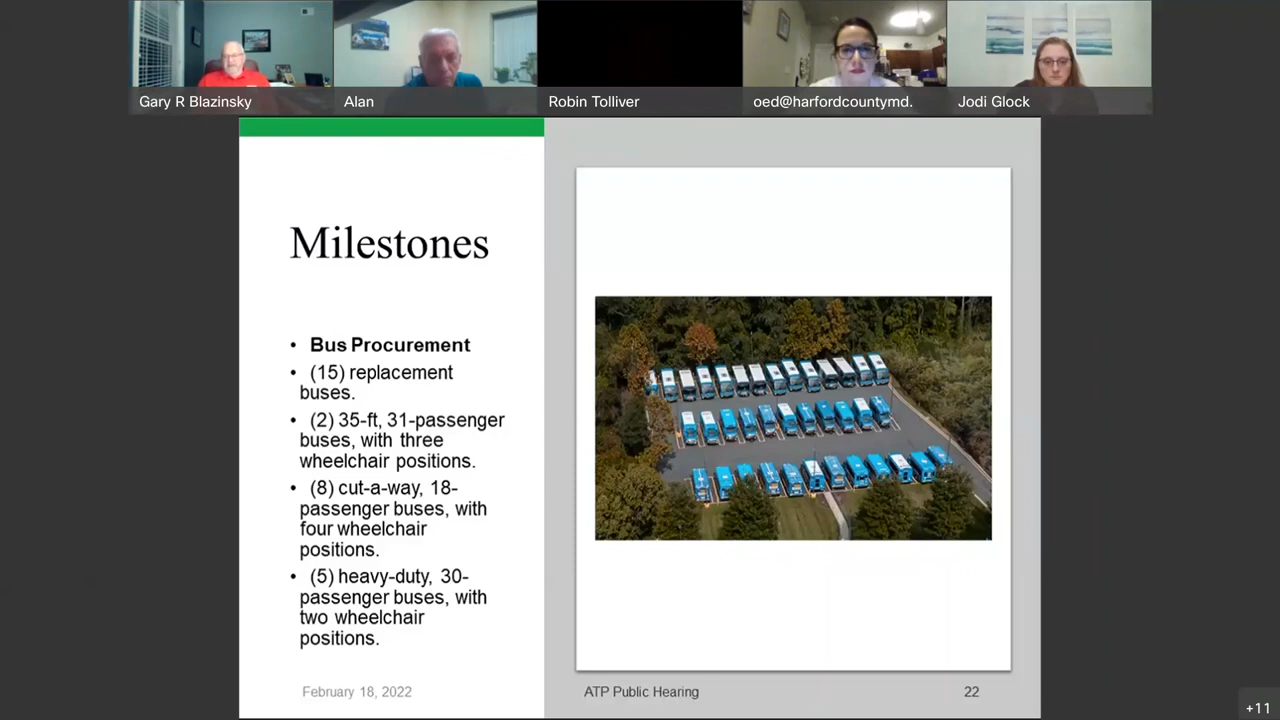 Gary R Blazinsky
Alan
Robin Tolliver
oed@harfordcountymd.
Jodi Glock
Milestones
• Bus Procurement
• (15) replacement
buses.
• (2) 35-ft, 31-passenger
buses, with three
wheelchair positions.
• (8) cut-a-way, 18-
passenger buses, with
four wheelchair
positions.
• (5) heavy-duty, 30-
passenger buses, with
two wheelchair
positions.
February 18, 2022
ATP Public Hearing
22
+11